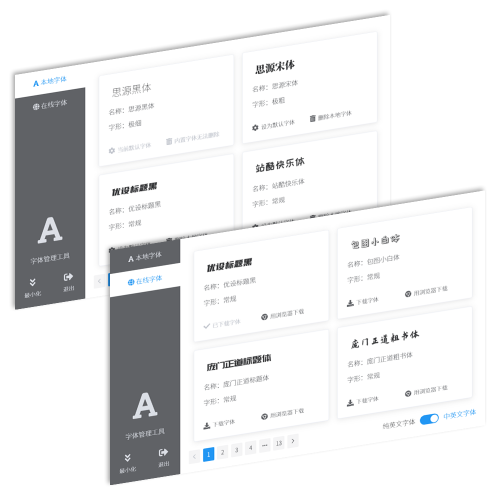 本地字体
在线字体
A
字体管理工具
最小化
退出
思源黑体
名称：思源黑体
字形：极细
当前默认字体
内置字体无法删除
思源宋体
名称：思源宋体
字形：极粗
设为默认字体
删除本地字体
优设标题黑
名称：优设标题黑
字形：常规
站酷快乐体
名称：站酷快乐体
字形：常规
本地字体
在线字体
A
字体管理工具
最小化
退出
优设标题黑
名称：优设标题黑
字形：常规
已下载字体
用浏览器下载
包图小白体
名称：包图小白体
字形：常规
下载字体
用浏览器下载
庞门正道标题体
名称：庞门正道标题体
字形：常规
下载字体
用浏览器下载
庞门正道粗书体
名称：庞门正道粗书体
字形：常规
下载字体
用浏览器下载
< 1 2 3 4 ••• 13 >
纯英文字体
中英文字体